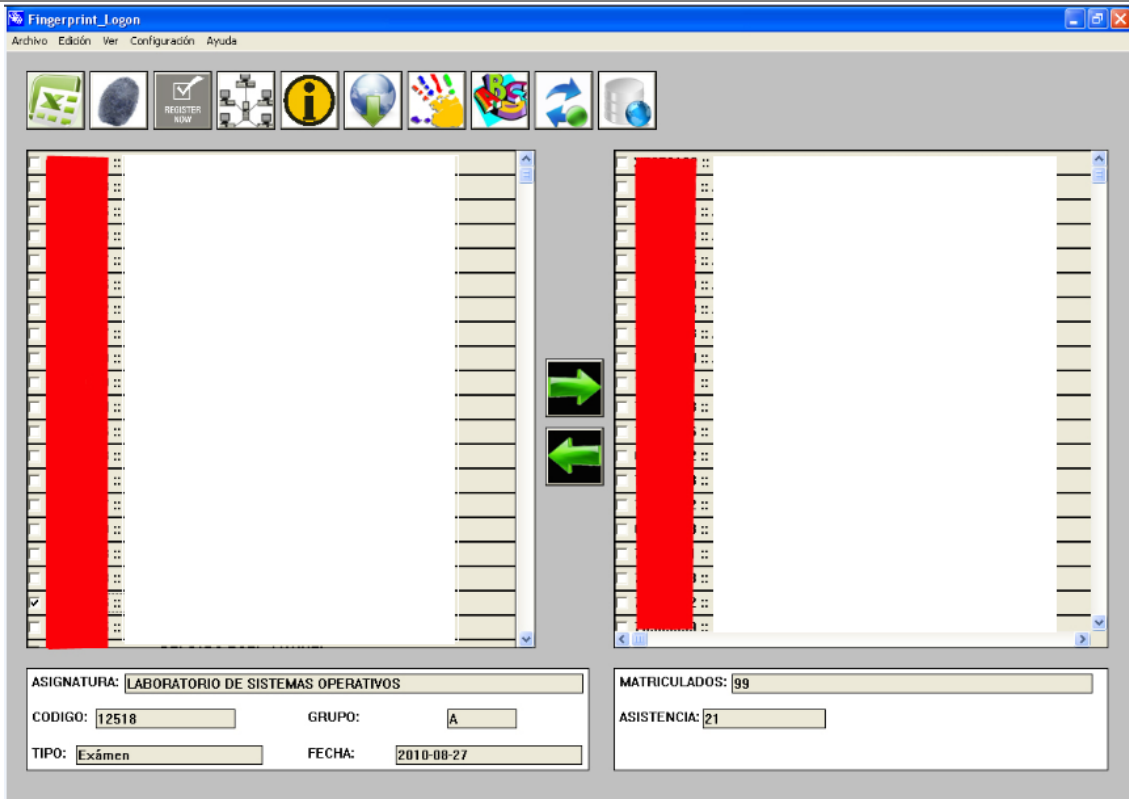 Fingerprint_Logon
Archivo Edición Ver Configuración Ayuda
REGISTER
NOW
ASIGNATURA: LABORATORIO DE SISTEMAS OPERATIVOS
CODIGO: 12518 GRUPO: A
TIPO: Exámen FECHA: 2010-08-27
MATRICULADOS: 99
ASISTENCIA: 21